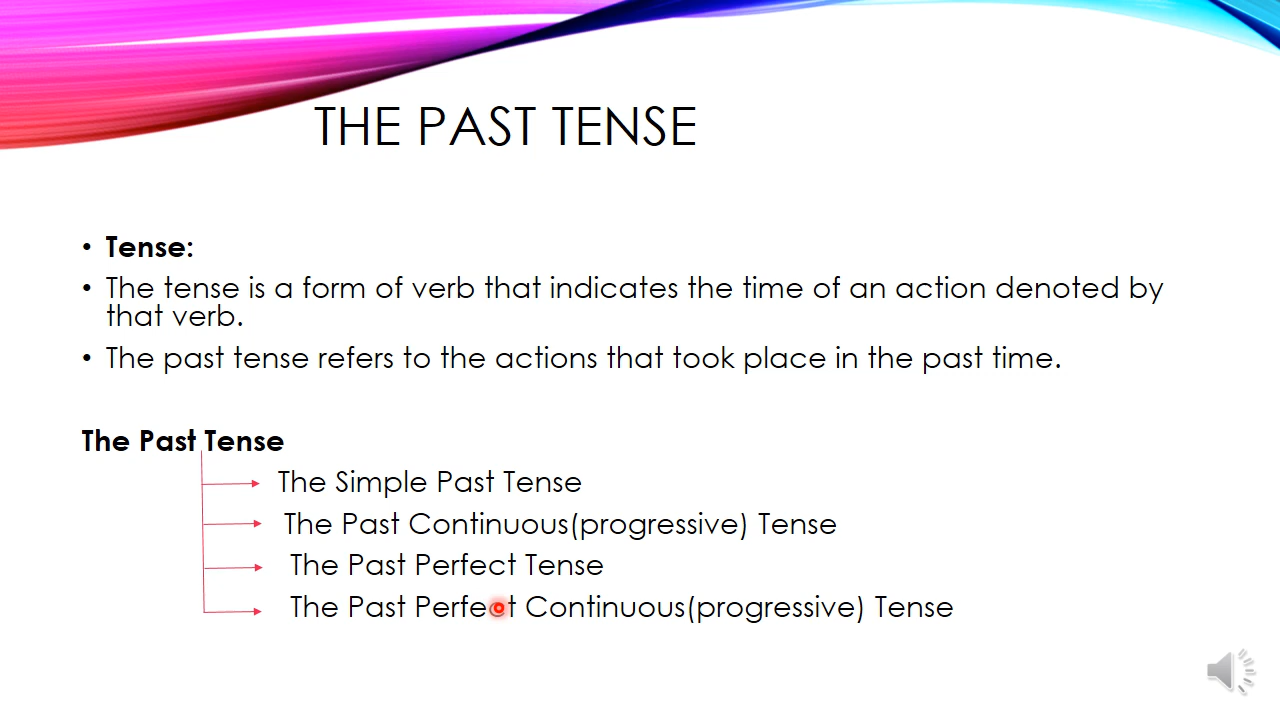 THE PAST TENSE
• Tense:
• The tense is a form of verb that indicates the time of an action denoted by
that verb.
• The past tense refers to the actions that took place in the past time.
The Past Tense
The Simple Past Tense
The Past Continuous(progressive) Tense
The Past Perfect Tense
The Past Perfect Continuous(progressive) Tense